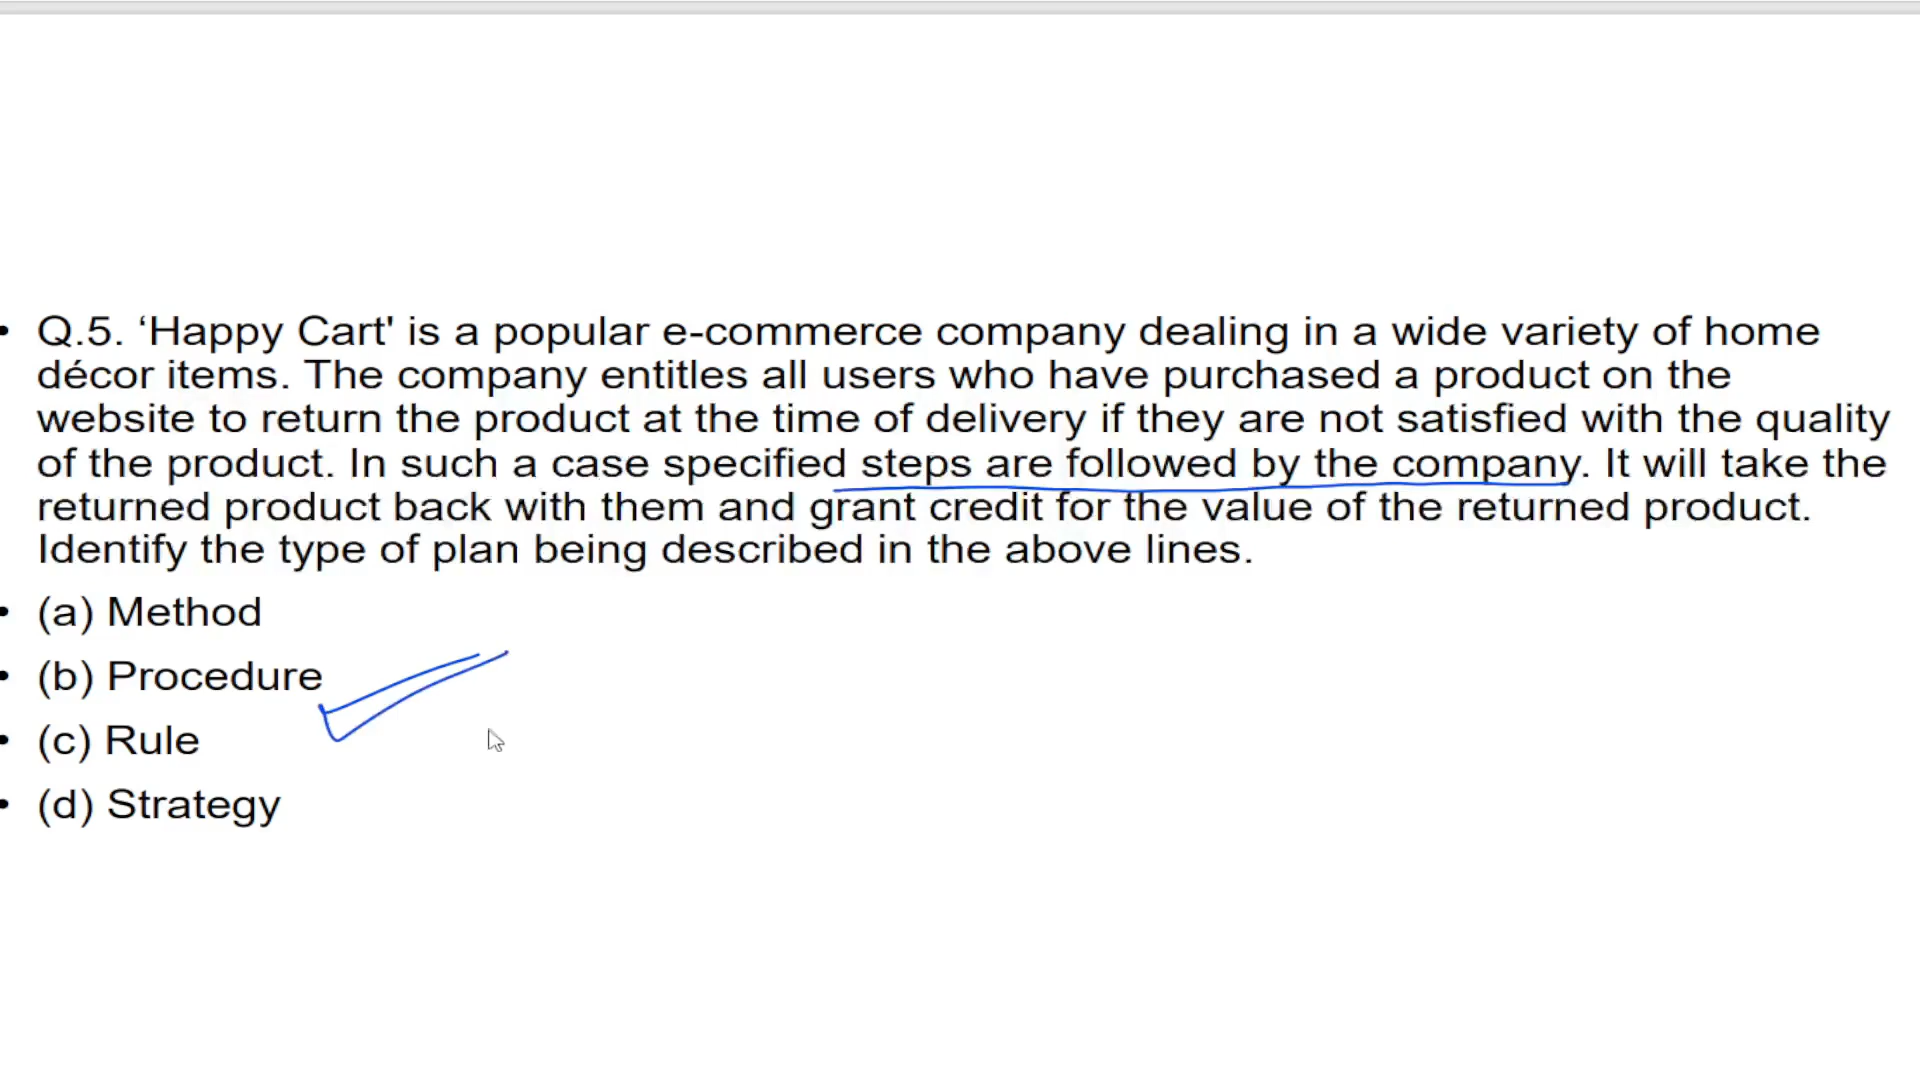 • Q.5. ‘Happy Cart' is a popular e-commerce company dealing in a wide variety of home
décor items. The company entitles all users who have purchased a product on the
website to return the product at the time of delivery if they are not satisfied with the quality
of the product. In such a case specified steps are followed by the company. It will take the
returned product back with them and grant credit for the value of the returned product.
Identify the type of plan being described in the above lines.
• (a) Method
• (b) Procedure
• (c) Rule
• (d) Strategy